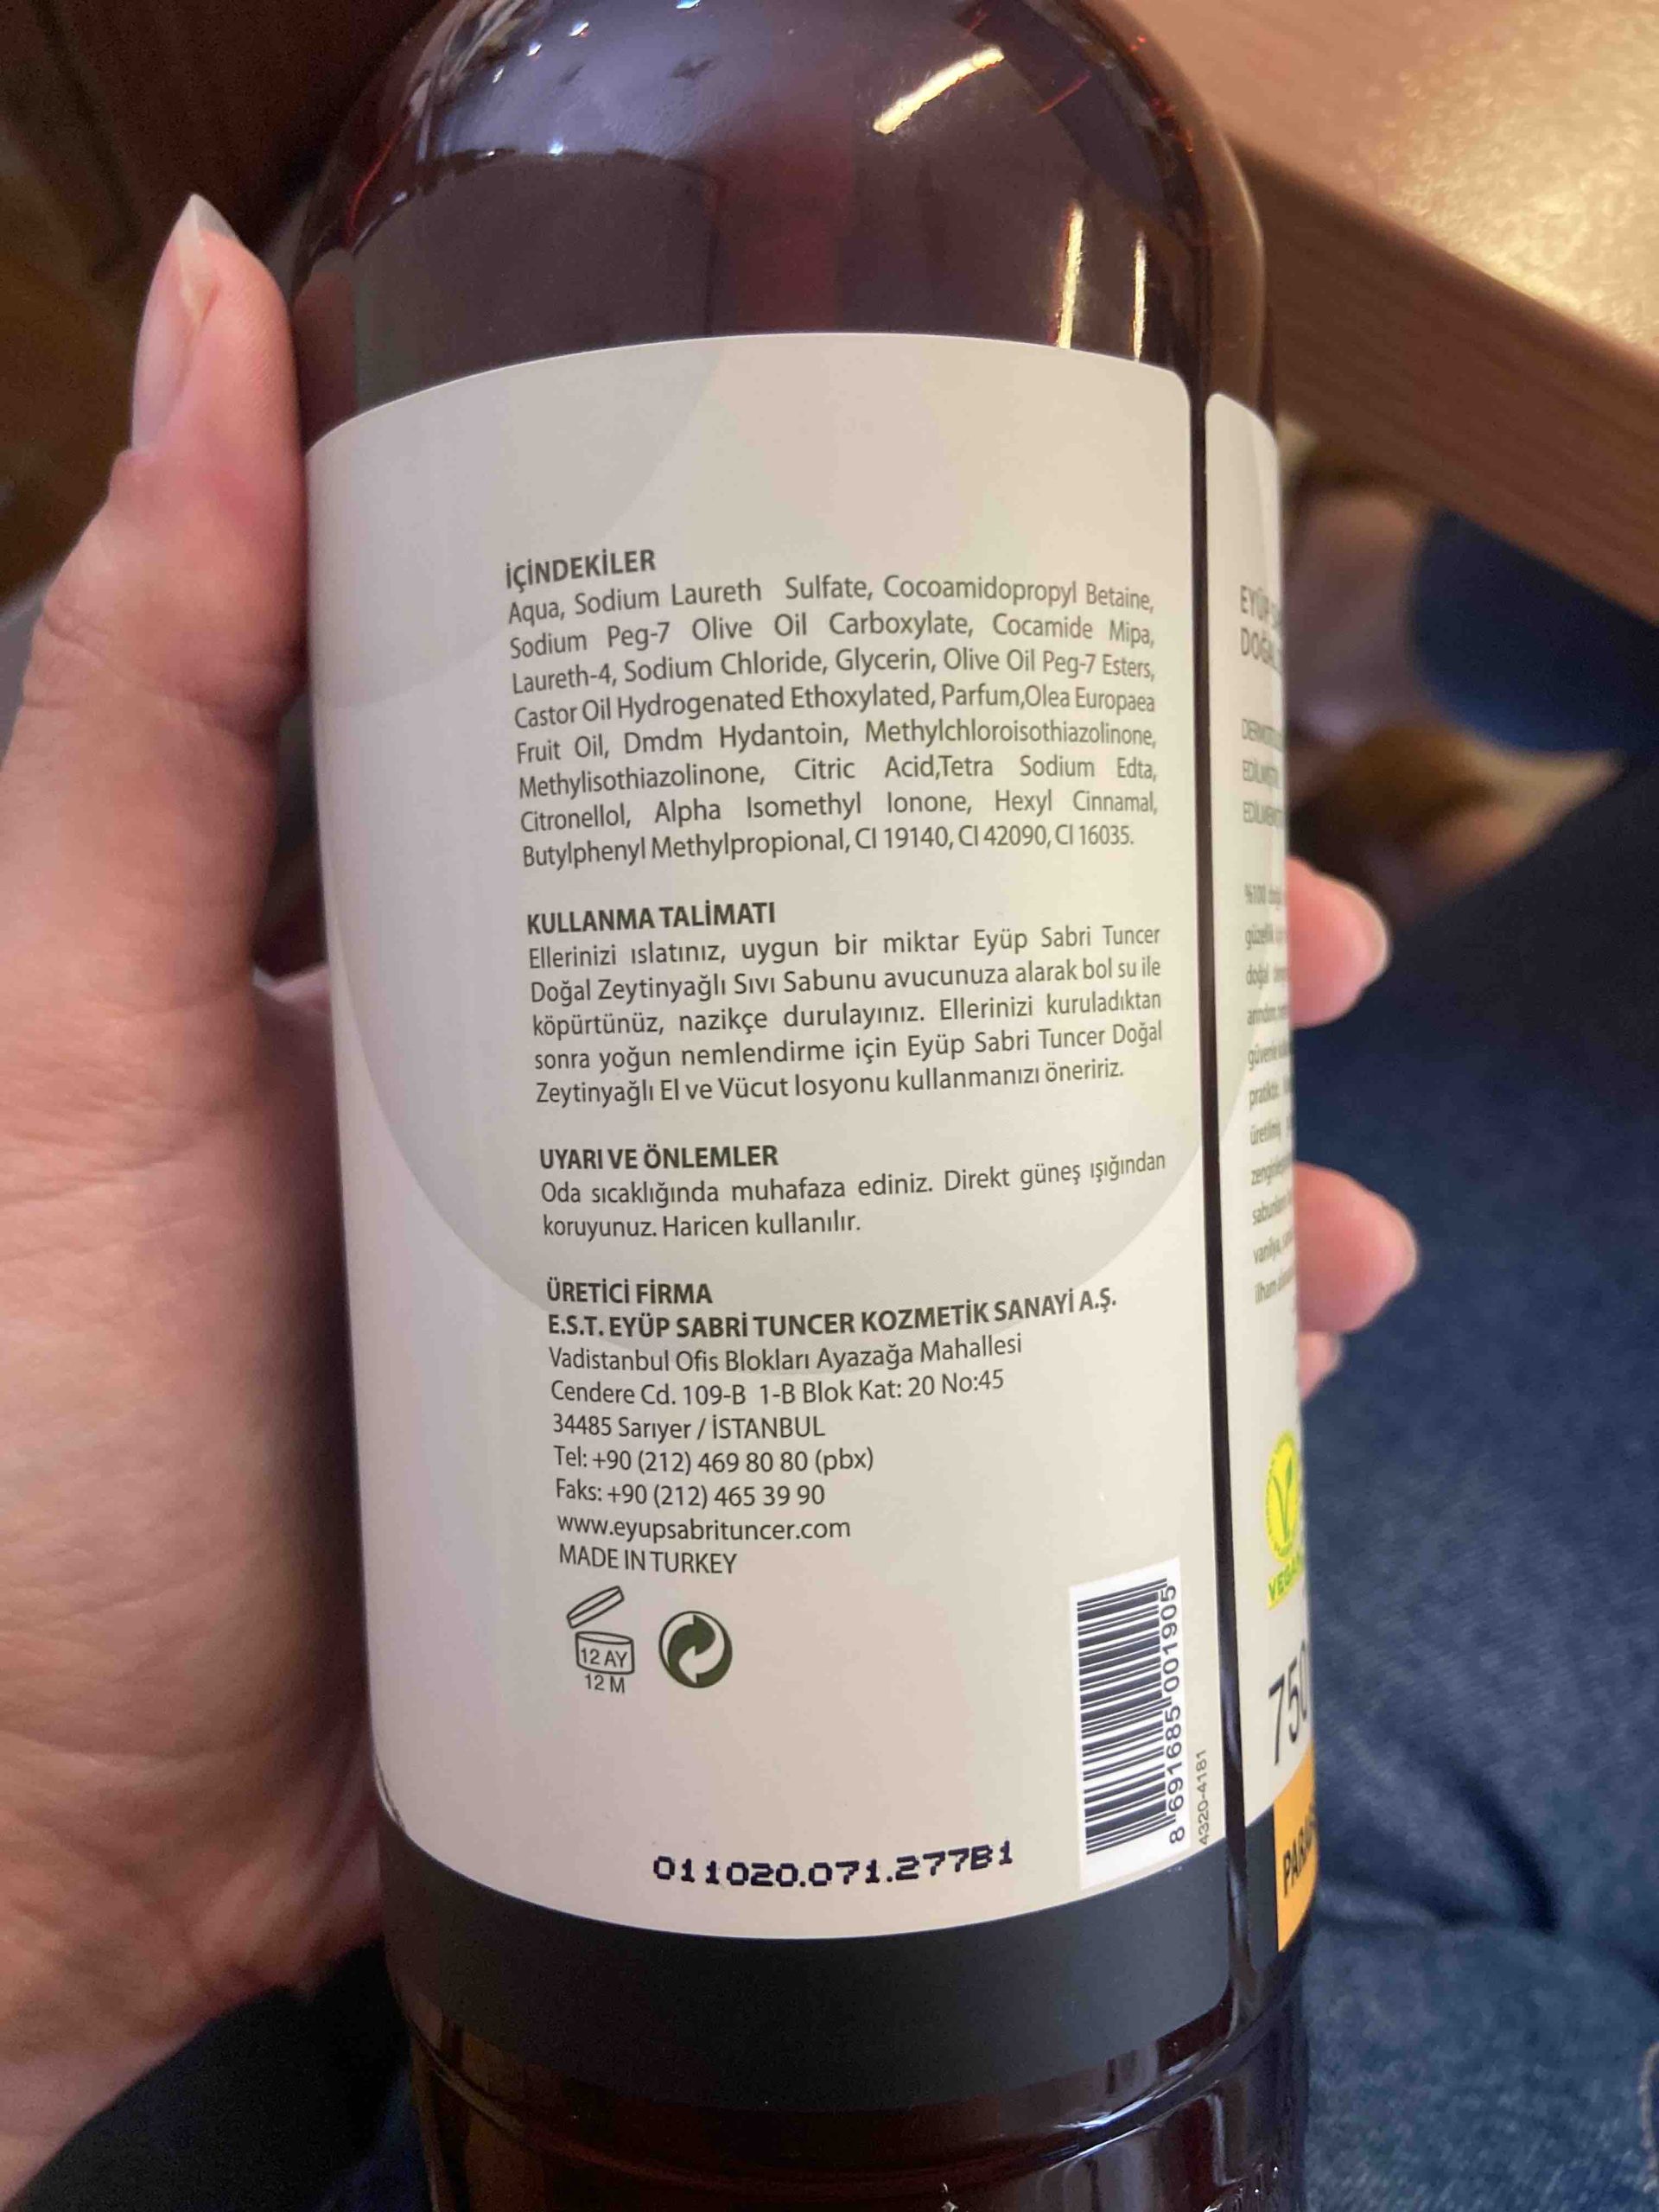 İÇİNDEKİLER
Aqua, Sodium Laureth Sulfate, Cocoamidopropyl Betaine,
Sodium Peg-7 Olive Oil Carboxylate, Cocamide Mipa,
Laureth-4, Sodium Chloride, Glycerin, Olive Oil Peg-7 Esters,
Castor Oil Hydrogenated Ethoxylated, Parfum,Olea Europaea
Fruit Oil, Dmdm Hydantoin, Methylchloroisothiazolinone,
Methylisothiazolinone, Citric Acid,Tetra Sodium Edta,
Citronellol, Alpha Isomethyl Ionone, Hexyl Cinnamal,
Butylphenyl Methylpropional, CI 19140, CI 42090, CI 16035.
KULLANMA TALİMATI
Ellerinizi ıslatınız, uygun bir miktar Eyüp Sabri Tuncer
Doğal Zeytinyağlı Sıvı Sabunu avucunuza alarak bol su ile
köpürtünüz, nazikçe durulayınız. Ellerinizi kuruladıktan
sonra yoğun nemlendirme için Eyüp Sabri Tuncer Doğal
Zeytinyağlı El ve Vücut losyonu kullanmanızı öneririz.
UYARI VE ÖNLEMLER
Oda sıcaklığında muhafaza ediniz. Direkt güneş ışığından
koruyunuz. Haricen kullanılır.
ÜRETİCİ FİRMA
E.S.T. EYÜP SABRİ TUNCER KOZMETİK SANAYİ A.Ş.
Vadistanbul Ofis Blokları Ayazağa Mahallesi
Cendere Cd. 109-B 1-B Blok Kat: 20 No:45
34485 Sarıyer / İSTANBUL
Tel: +90 (212) 469 80 80 (pbx)
Faks: +90 (212) 465 39 90
www.eyupsabrituncer.com
MADE IN TURKEY
12 AY
12 M
8 691685 001905
4320-4181
011020.071.277B1
EYÜP
%100
750